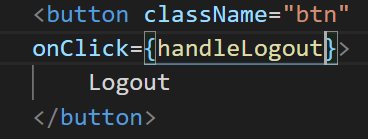 <button className="btn"
onClick={handleLogout}>
Logout
</button>